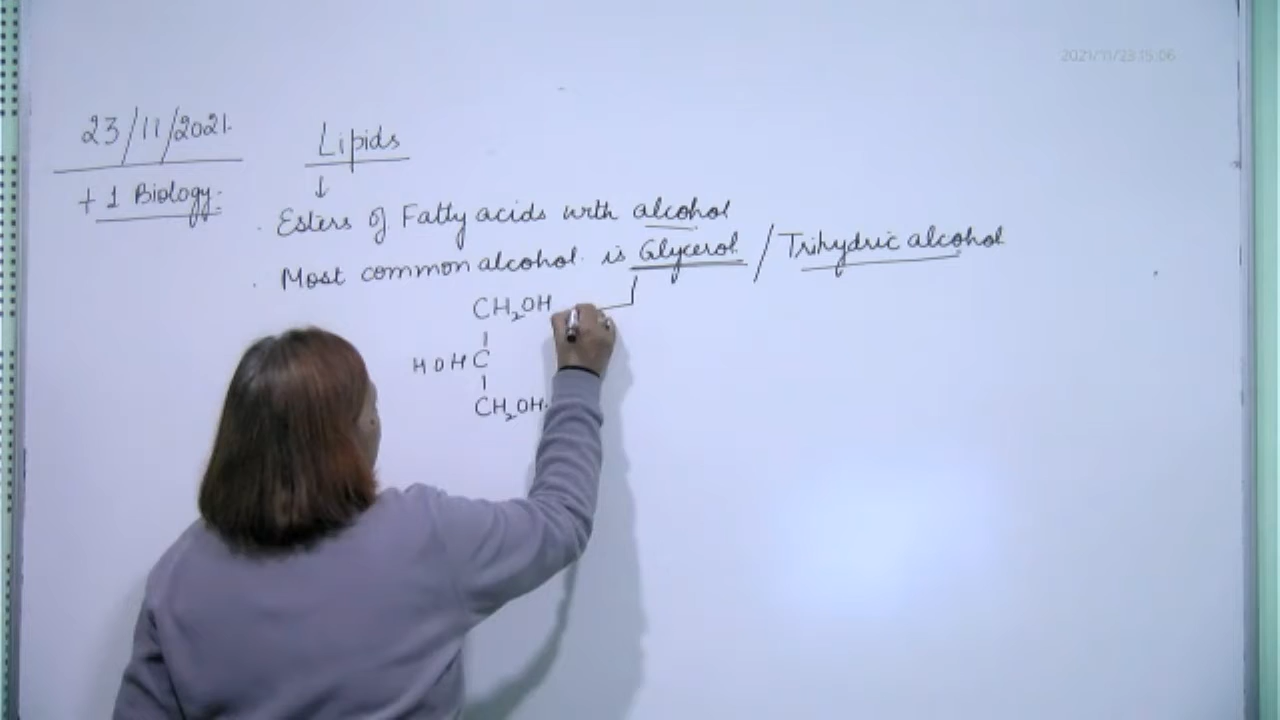 2021/11/23 15:06
23/11/2021.
Lipids
+1 Biology:
↓
. Esters of Fatty acids with alcohol
. Most common alcohol. is Glycerol / Trihydric alcohol
CH₂OH
|
HOHC
|
CH₂OH.